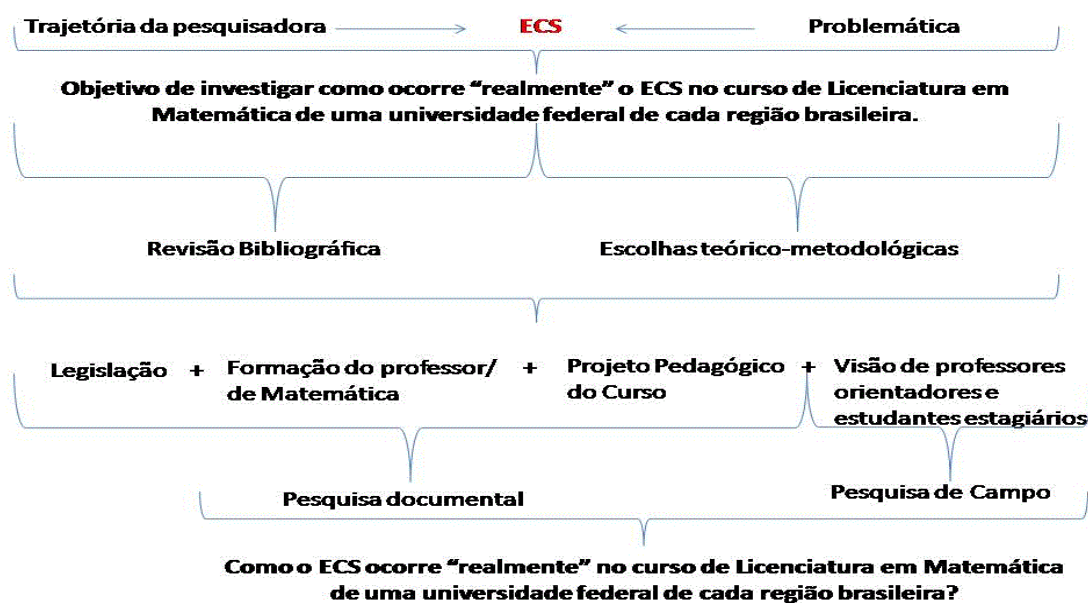 Trajetória da pesquisadora ECS Problemática
Objetivo de investigar como ocorre “realmente” o ECS no curso de Licenciatura em
Matemática de uma universidade federal de cada região brasileira.
Revisão Bibliográfica Escolhas teórico-metodológicas
Legislação + Formação do professor/ + Projeto Pedagógico + Visão de professores
de Matemática do Curso orientadores e
estudantes estagiários
Pesquisa documental Pesquisa de Campo
Como o ECS ocorre “realmente” no curso de Licenciatura em Matemática
de uma universidade federal de cada região brasileira?